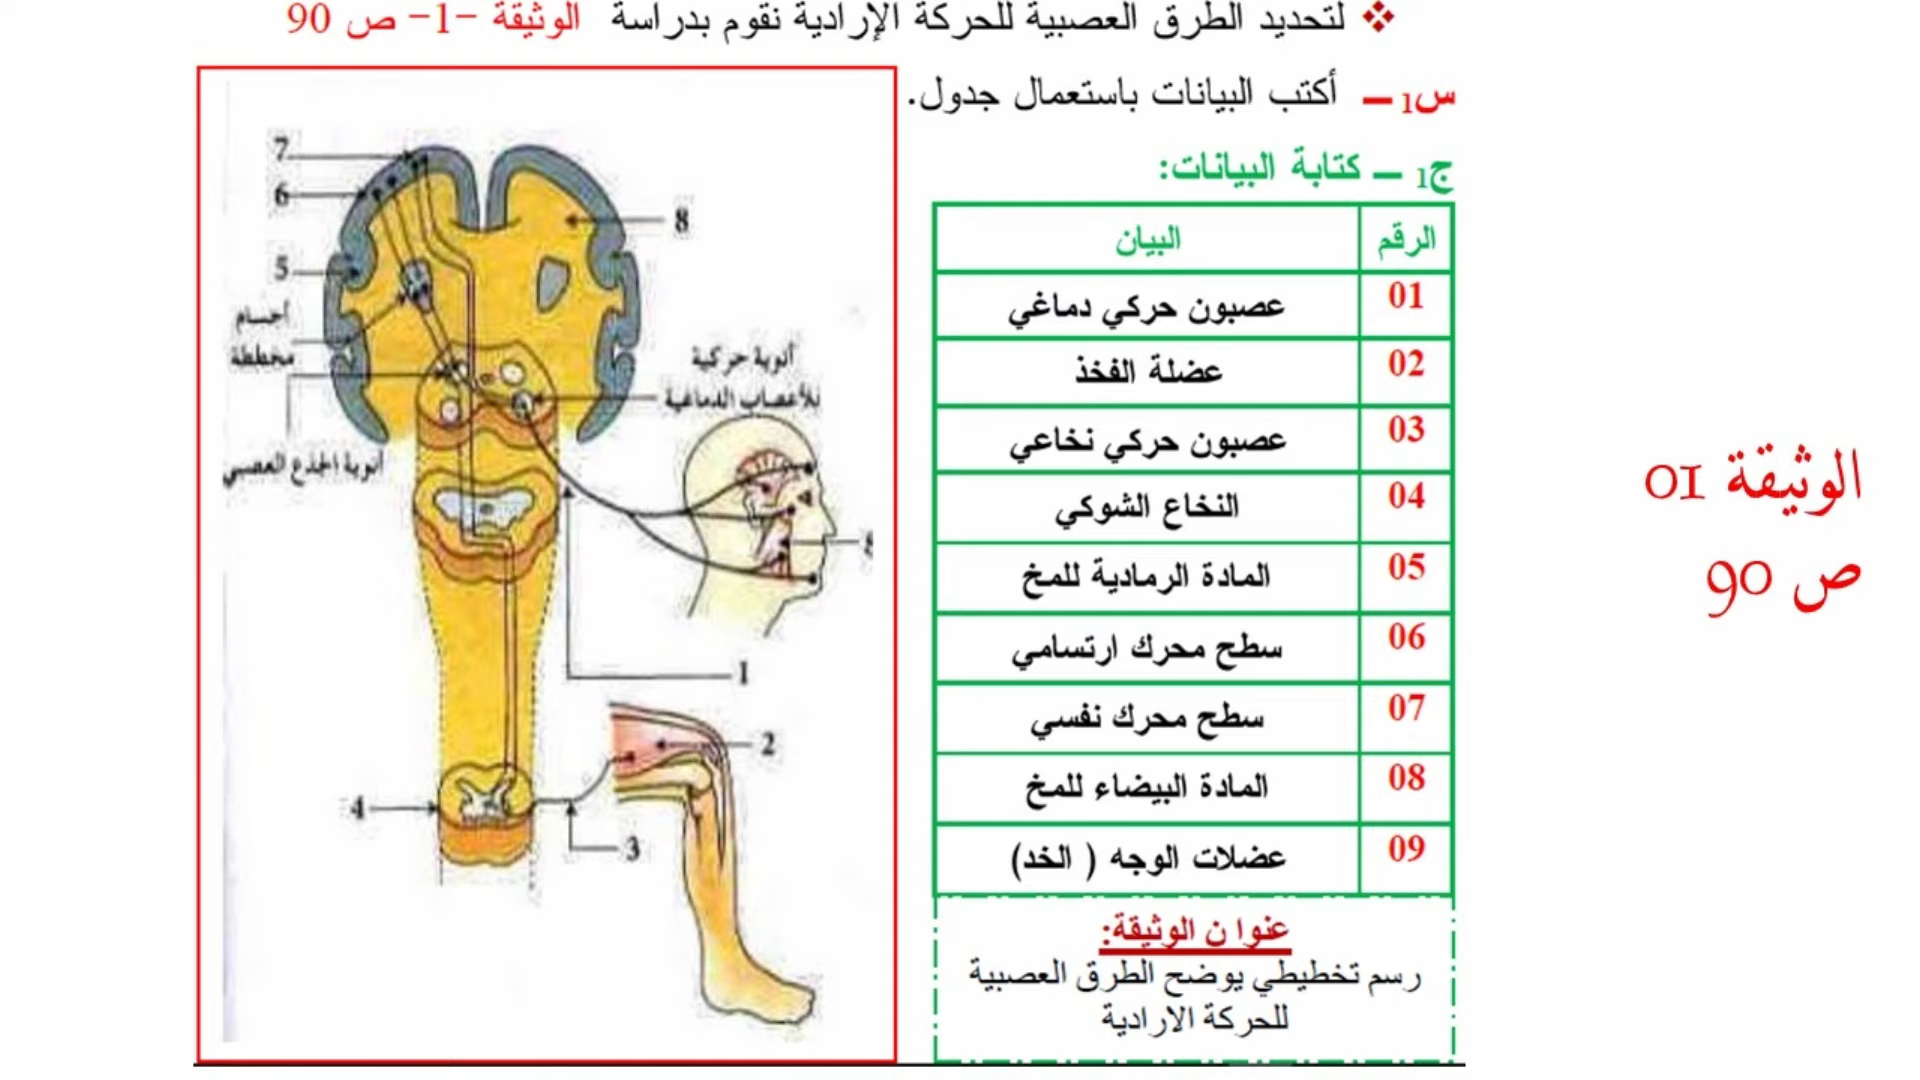 ❖ لتحديد الطرق العصبية للحركة الإرادية نقوم بدراسة الوثيقة -1- ص 90
س1 – أكتب البيانات باستعمال جدول.
ج1 – كتابة البيانات:
الرقم البيان
01 عصبون حركي دماغي
02 عضلة الفخذ
03 عصبون حركي نخاعي
04 النخاع الشوكي
05 المادة الرمادية للمخ
06 سطح محرك ارتسامي
07 سطح محرك نفسي
08 المادة البيضاء للمخ
09 عضلات الوجه ( الخد)
عنوا ن الوثيقة:
رسم تخطيطي يوضح الطرق العصبية
للحركة الارادية
7
6
8
5
أجسام
مخططة
أنوية حركية
للأعصاب الدماغية
أنوية الجذع العصبي
1
2
4
3
الوثيقة 01
ص 90